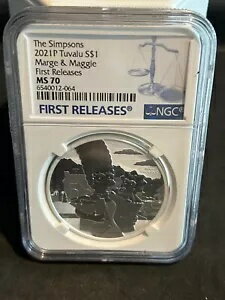 The Simpsons
2021P Tuvalu S$1
Marge & Maggie
First Releases
MS 70
6540012-064
FIRST RELEASES®
NGC®